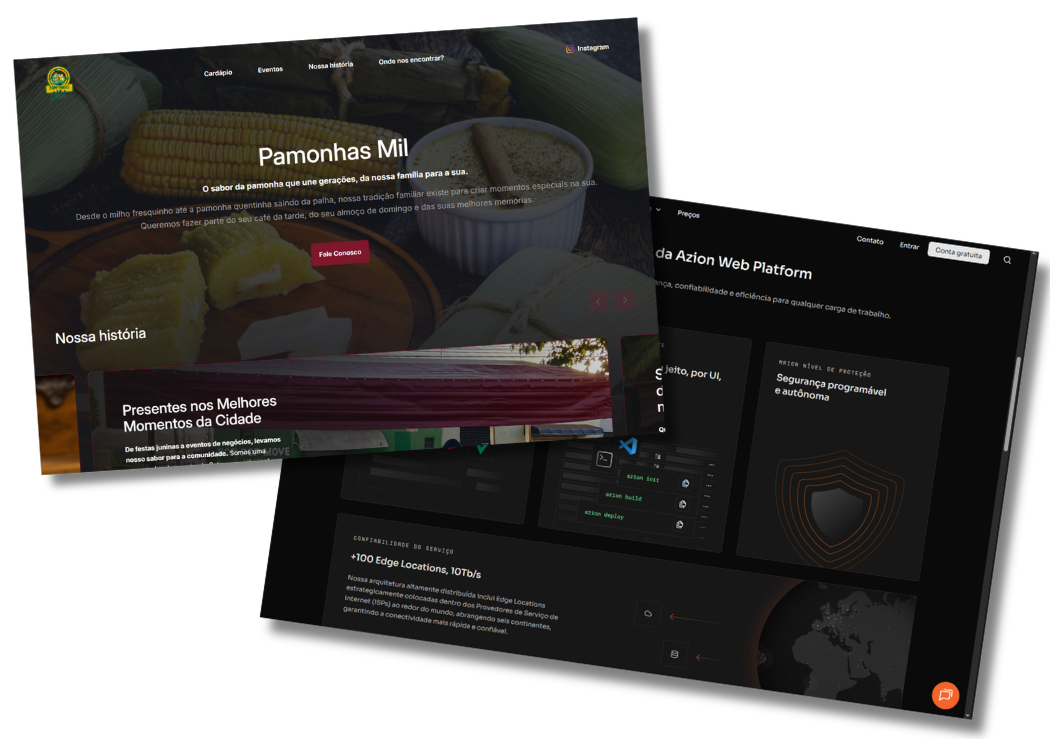 Cardápio
Eventos
Nossa história
Onde nos encontrar?
Instagram
Pamonhas Mil
O sabor da pamonha que une gerações, da nossa família para a sua.
Desde o milho fresquinho até a pamonha quentinha saindo da palha, nossa tradição familiar existe para criar momentos especiais na sua.
Queremos fazer parte do seu café da tarde, do seu almoço de domingo e das suas melhores memórias
Fale Conosco
Nossa história
Presentes nos Melhores
Momentos da Cidade
De festas juninas a eventos de negócios, levamos
nosso sabor para a comunidade. Somos uma
Preços
Contato
Entrar
Conta gratuita
da Azion Web Platform
confiabilidade e eficiência para qualquer carga de trabalho.
jeito, por UI,
MAIOR NÍVEL DE PROTEÇÃO
Segurança programável
e autônoma
azion init
azion build
azion deploy
CONFIABILIDADE DO SERVIÇO
+100 Edge Locations, 10Tb/s
Nossa arquitetura altamente distribuída inclui Edge Locations
estrategicamente colocadas dentro dos Provedores de Serviço de
Internet (ISPs) ao redor do mundo, abrangendo seis continentes,
garantindo a conectividade mais rápida e confiável.